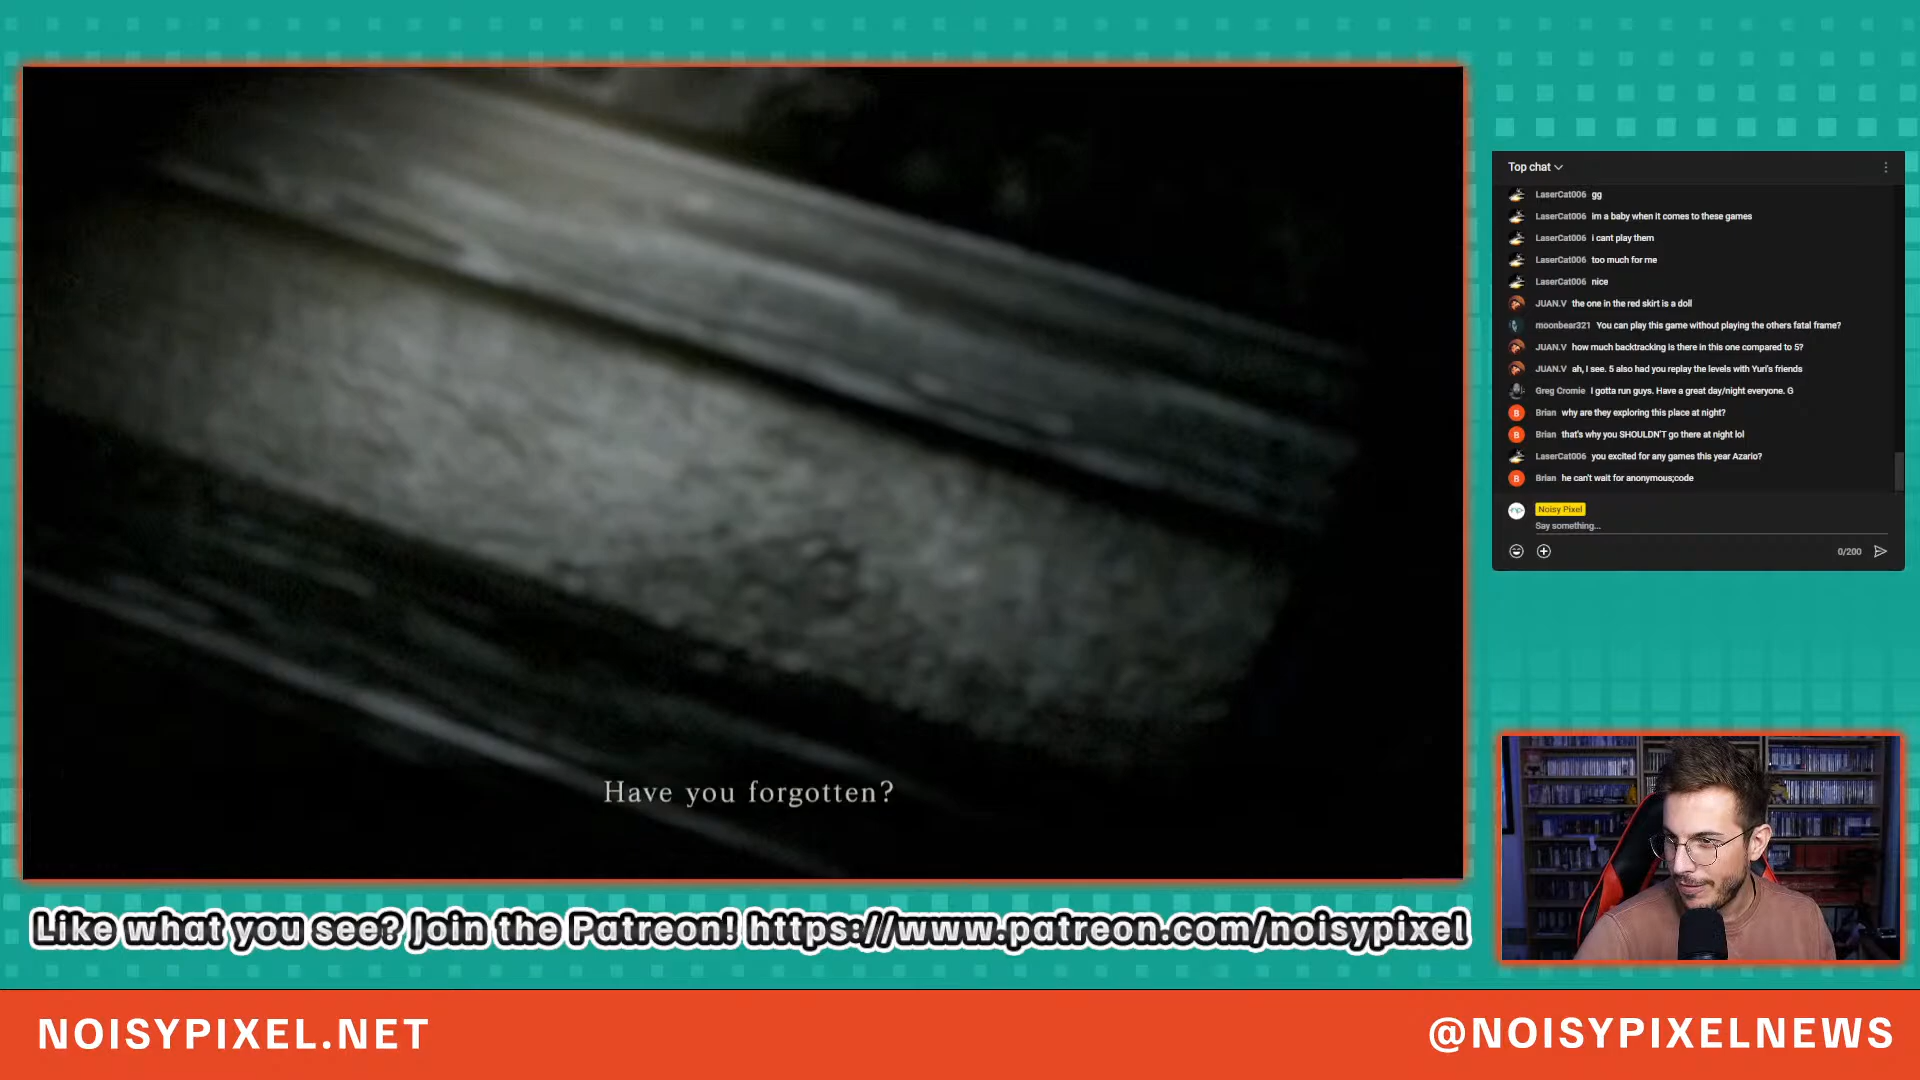 Have you forgotten?
Top chat
LaserCat006 gg
LaserCat006 im a baby when it comes to these games
LaserCat006 i cant play them
LaserCat006 too much for me
LaserCat006 nice
JUAN.V the one in the red skirt is a doll
moonbear321 You can play this game without playing the others fatal frame?
JUAN.V how much backtracking is there in this one compared to 5?
JUAN.V ah, I see. 5 also had you replay the levels with Yuri's friends
Greg Cromie I gotta run guys. Have a great day/night everyone. G
B Brian why are they exploring this place at night?
B Brian that's why you SHOULDN'T go there at night lol
LaserCat006 you excited for any games this year Azario?
B Brian he can't wait for anonymous;code
Noisy Pixel
Say something...
0/200
Like what you see? Join the Patreon! https://www.patreon.com/noisypixel
NOISYPIXEL.NET
@NOISYPIXELNEWS